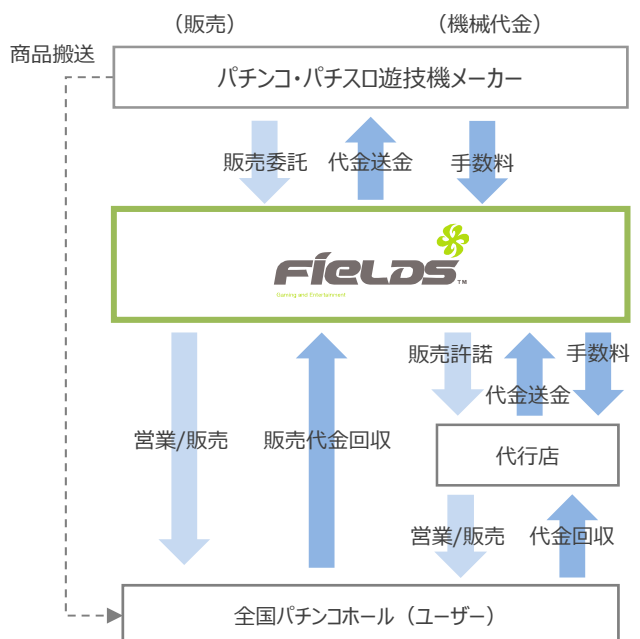 （販売）
（機械代金）
商品搬送
パチンコ・パチスロ遊技機メーカー
販売委託
代金送金
手数料
FIELDS™
Gaming and Entertainment
販売許諾
手数料
代金送金
営業/販売
販売代金回収
代行店
営業/販売
代金回収
全国パチンコホール（ユーザー）